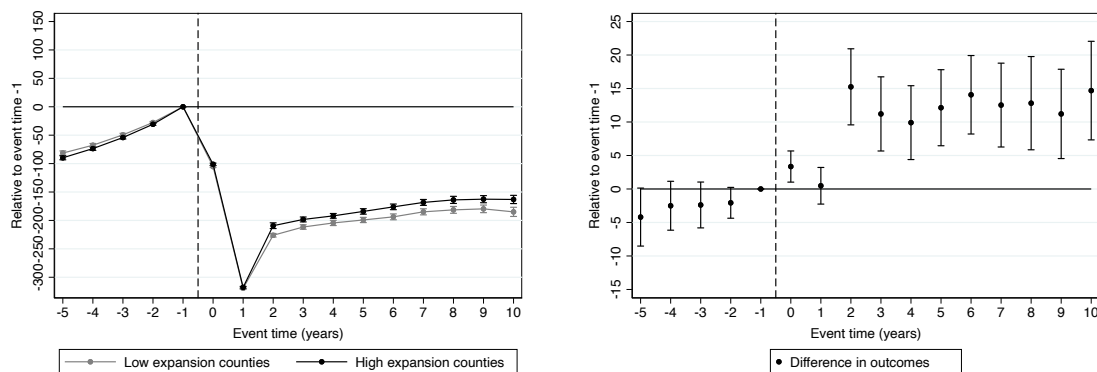 Relative to event time -1
150
100
50
0
-50
-100
-150
-200
-250
-300
-5 -4 -3 -2 -1 0 1 2 3 4 5 6 7 8 9 10
Event time (years)
Low expansion counties High expansion counties
Relative to event time -1
25
20
15
10
5
0
-5
-10
-15
-5 -4 -3 -2 -1 0 1 2 3 4 5 6 7 8 9 10
Event time (years)
Difference in outcomes